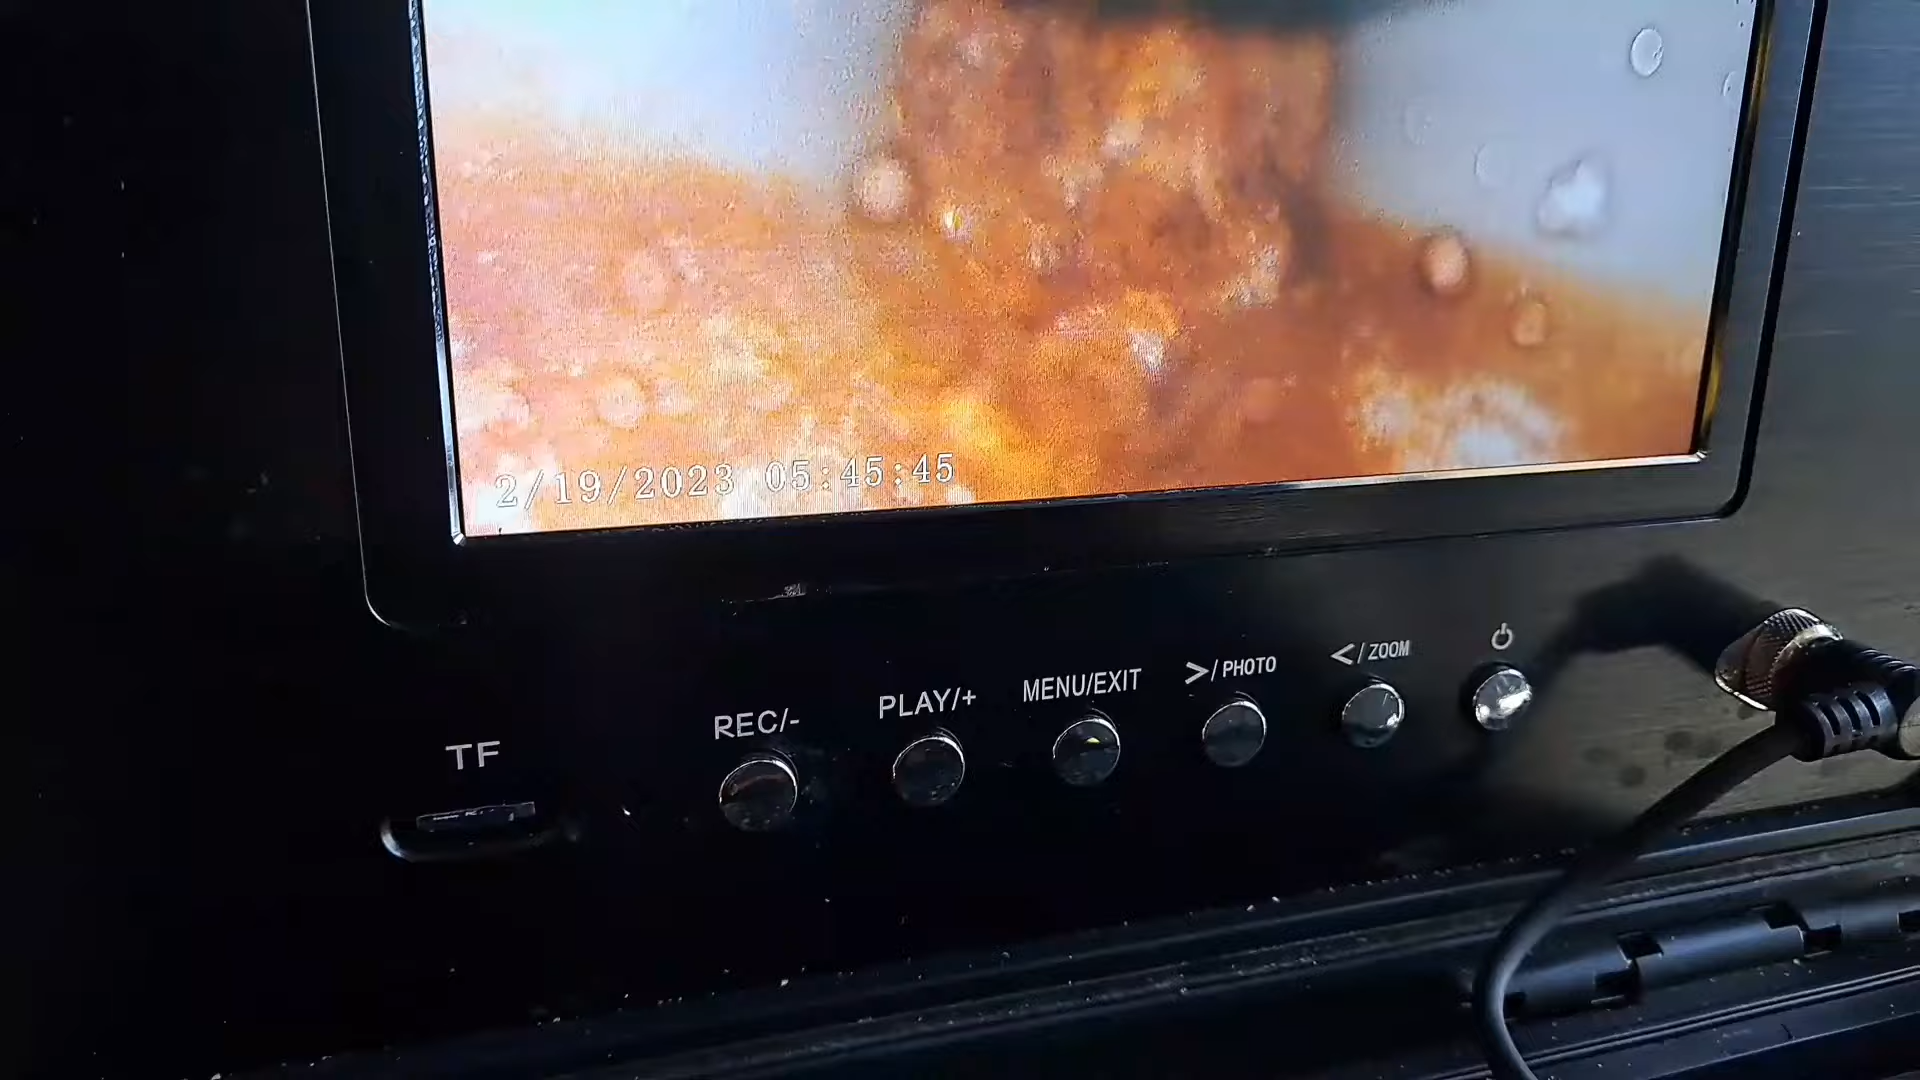 2/19/2023 05:45:45
TF
REC/-
PLAY/+
MENU/EXIT
>/PHOTO
</ZOOM